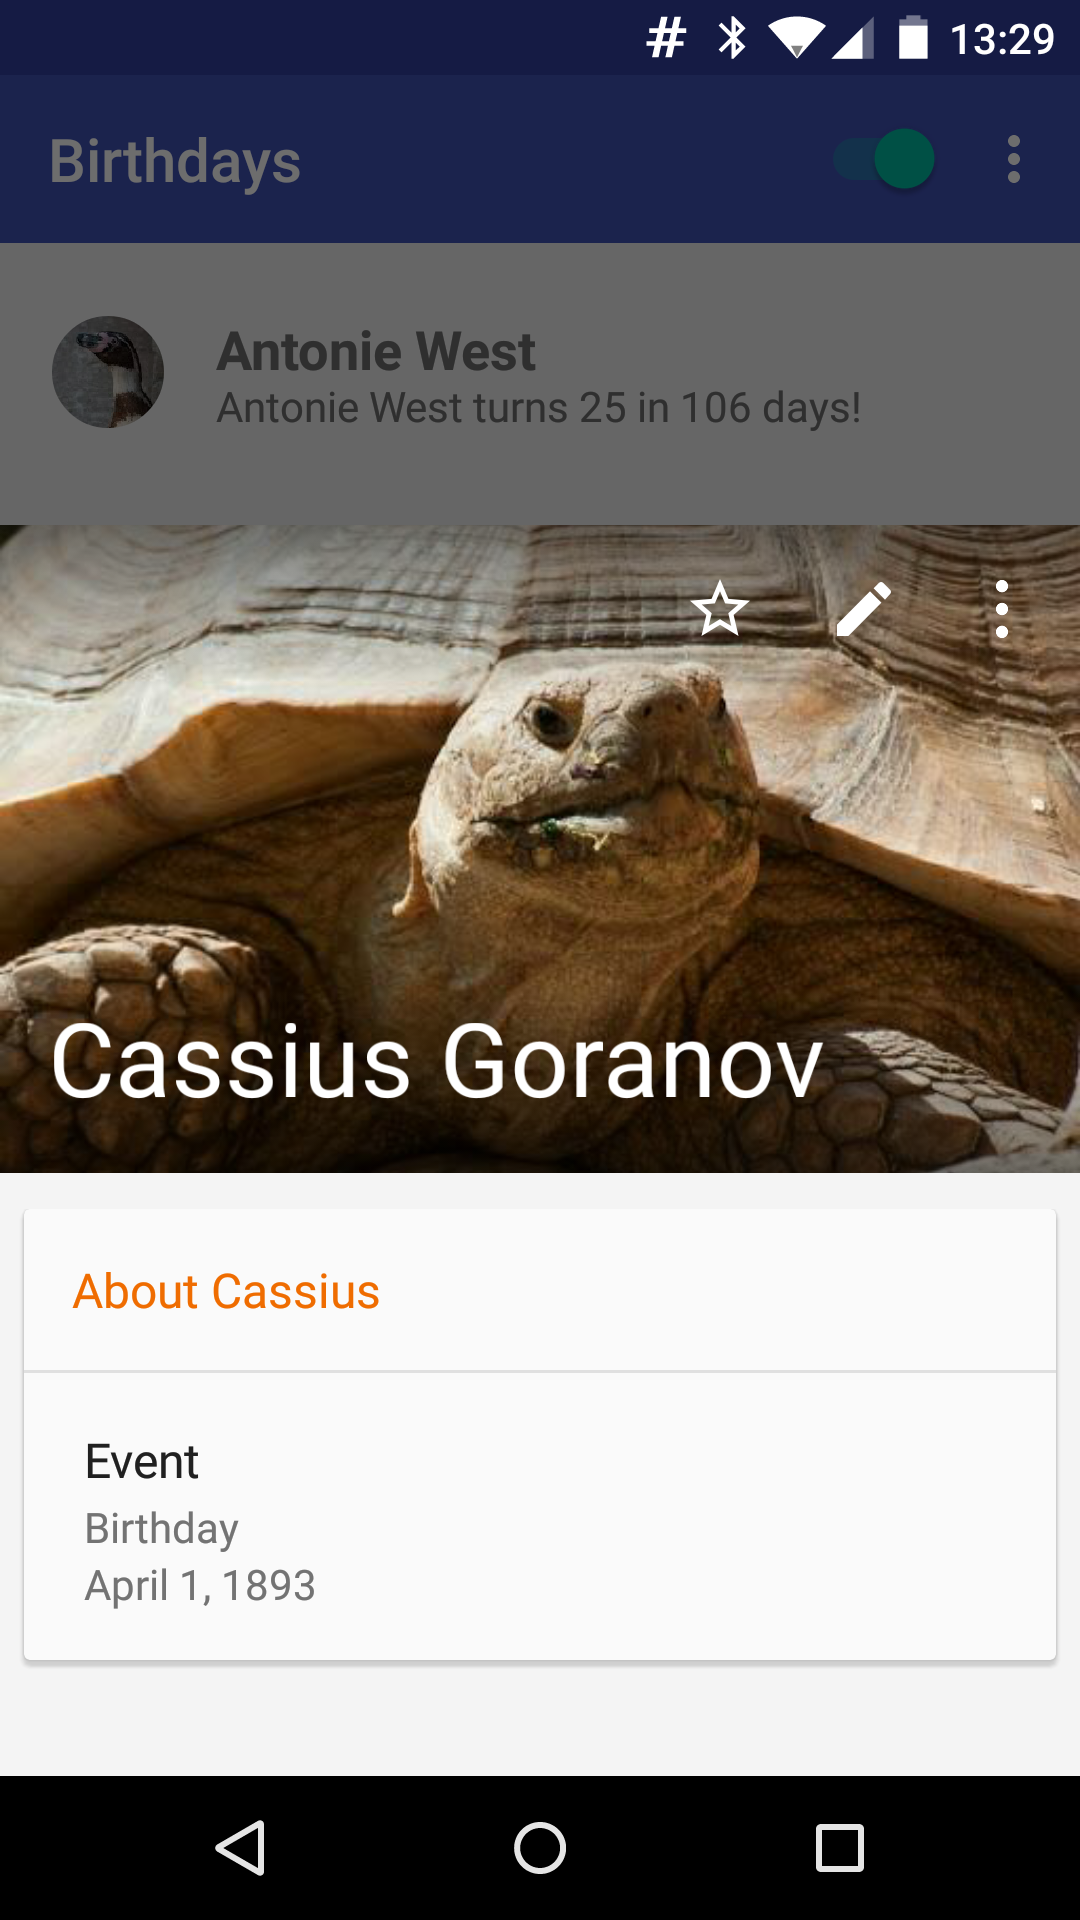 13:29
Birthdays
Antonie West
Antonie West turns 25 in 106 days!
Cassius Goranov
About Cassius
Event
Birthday
April 1, 1893